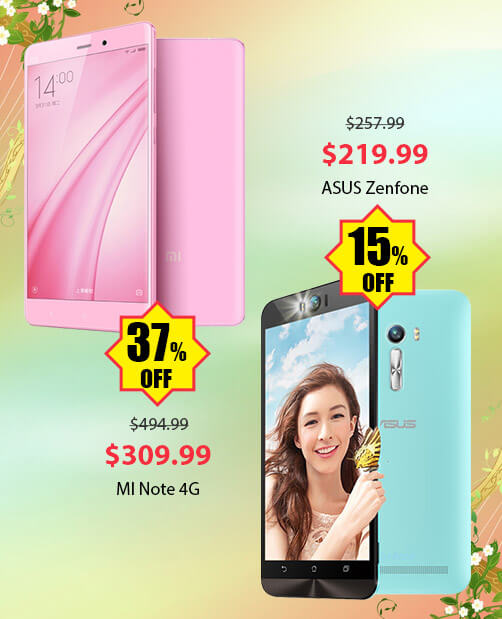 14:00
$257.99
$219.99
ASUS Zenfone
15%
OFF
mi
37%
OFF
$494.99
$309.99
MI Note 4G
ASUS